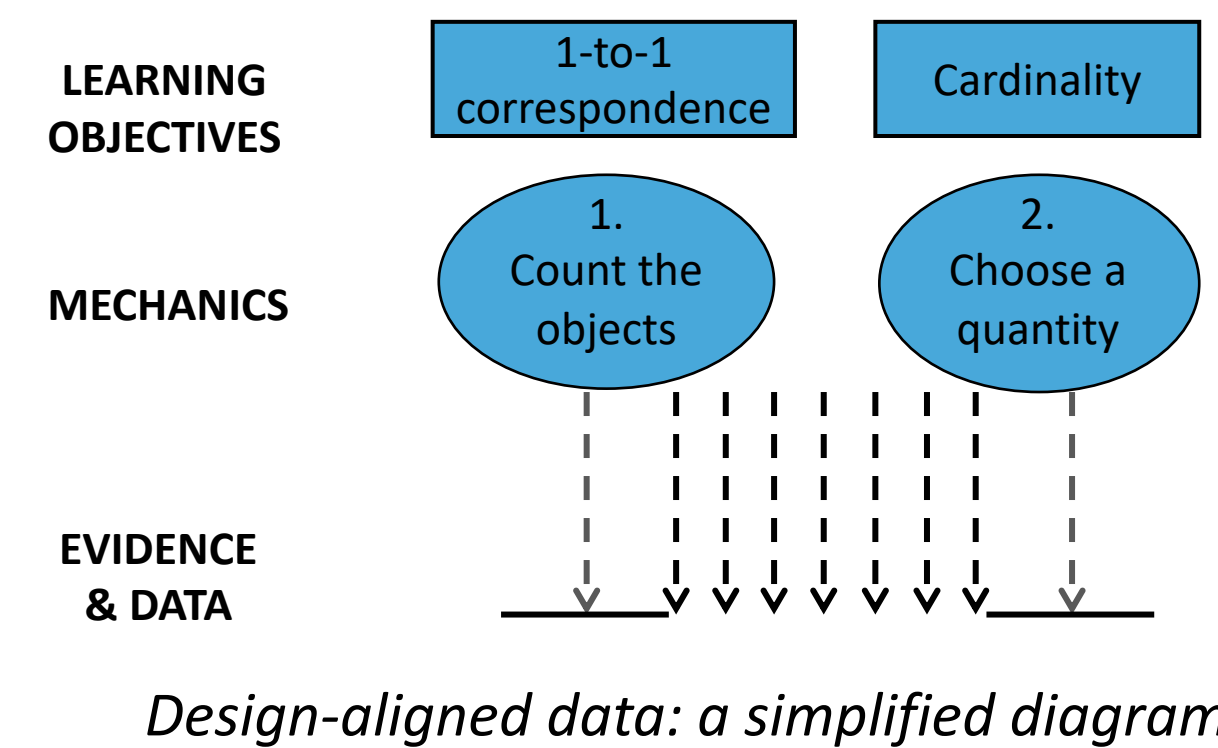 LEARNING
OBJECTIVES
1-to-1
correspondence
Cardinality
MECHANICS
1.
Count the
objects
2.
Choose a
quantity
EVIDENCE
& DATA
Design-aligned data: a simplified diagram